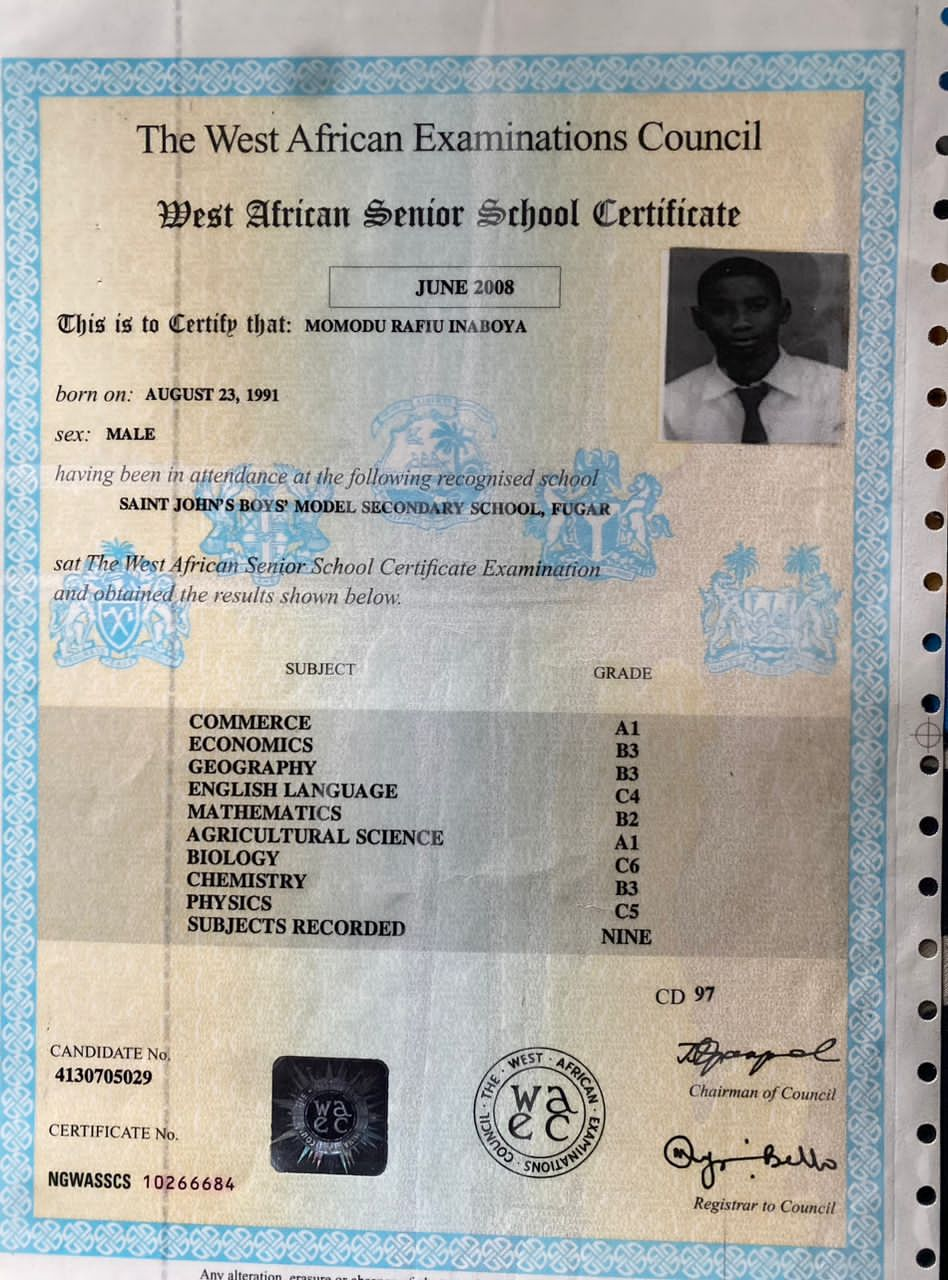 The West African Examinations Council
West African Senior School Certificate
JUNE 2008
This is to Certify that: MOMODU RAFIU INABOYA
born on: AUGUST 23, 1991
sex: MALE
having been in attendance at the following recognised school
SAINT JOHN'S BOYS' MODEL SECONDARY SCHOOL, FUGAR
sat The West African Senior School Certificate Examination
and obtained the results shown below.
SUBJECT GRADE
COMMERCE A1
ECONOMICS B3
GEOGRAPHY B3
ENGLISH LANGUAGE C4
MATHEMATICS B2
AGRICULTURAL SCIENCE A1
BIOLOGY C6
CHEMISTRY B3
PHYSICS C5
SUBJECTS RECORDED NINE
CD 97
CANDIDATE No.
4130705029
Chairman of Council
CERTIFICATE No.
NGWASSCS 10266684
waec
THE · WEST · AFRICAN · EXAMINATIONS · COUNCIL
waec
Bello
Registrar to Council
Any alteration, erasure or